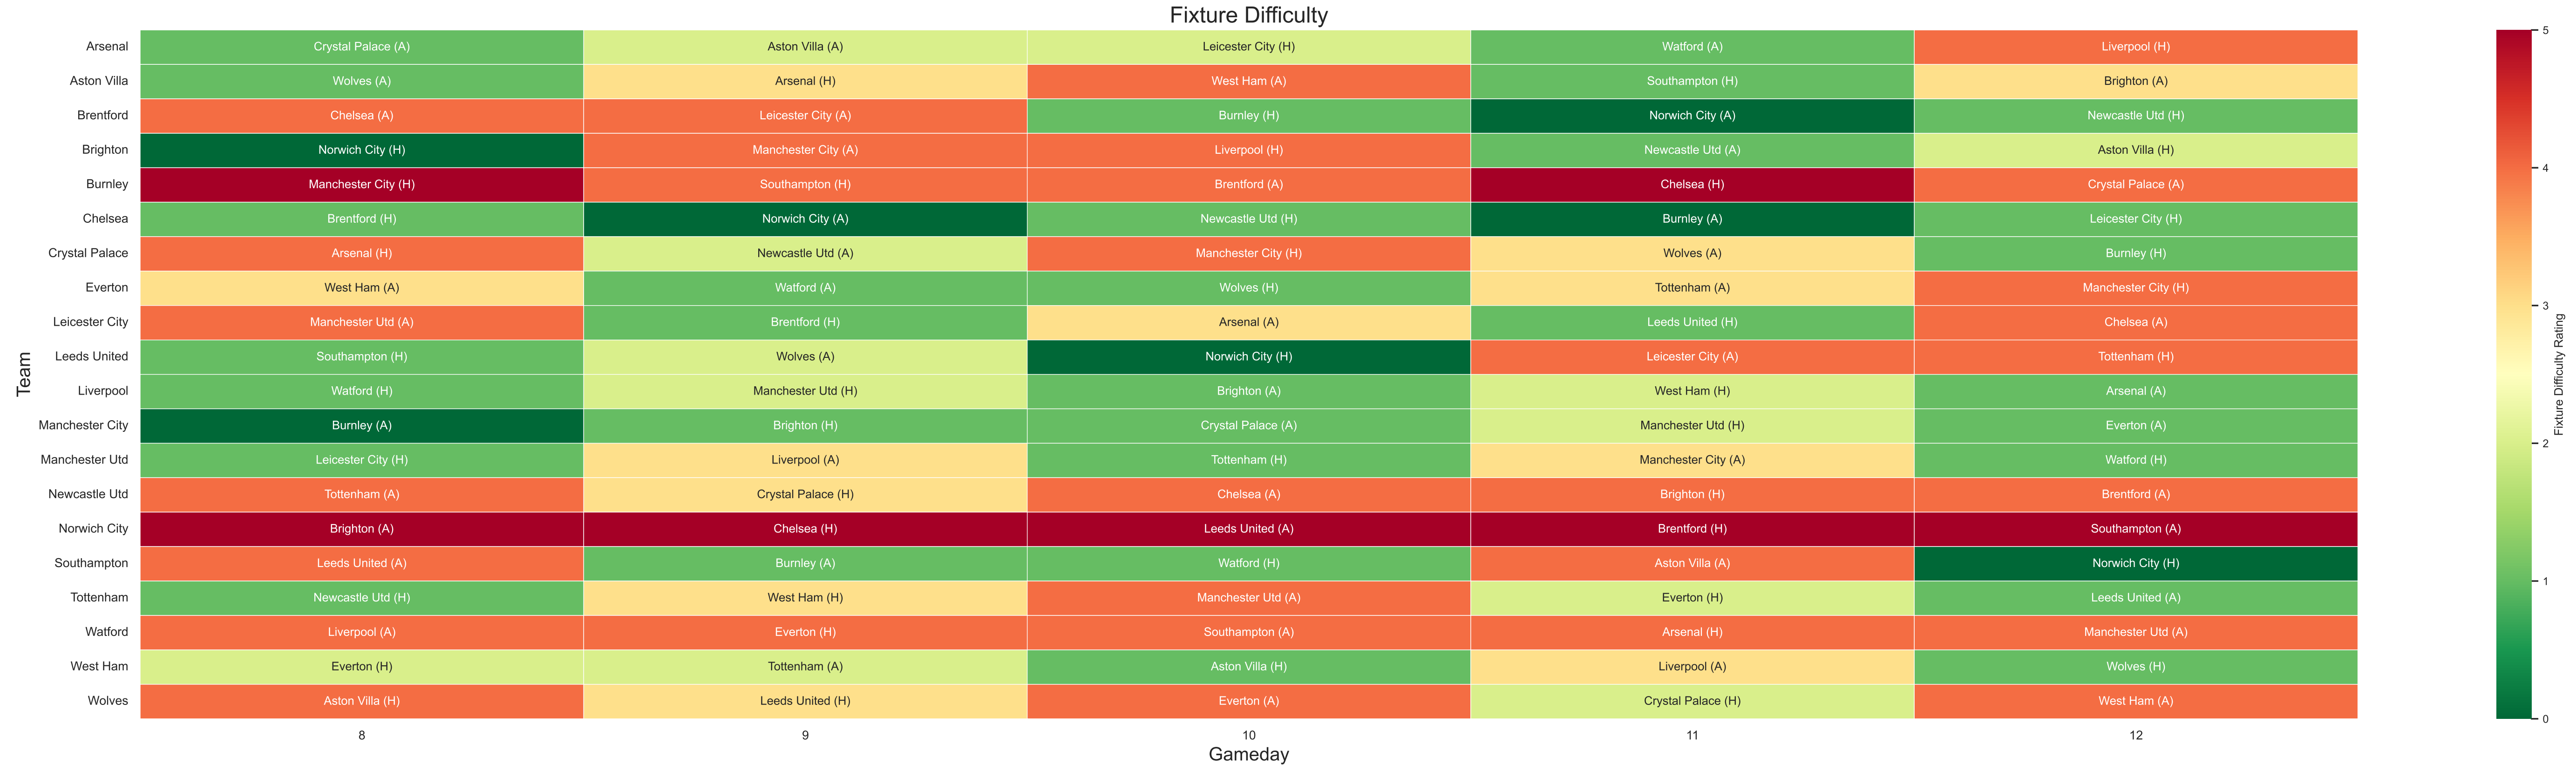 Fixture Difficulty
Arsenal Crystal Palace (A) Aston Villa (A) Leicester City (H) Watford (A) Liverpool (H)
Aston Villa Wolves (A) Arsenal (H) West Ham (A) Southampton (H) Brighton (A)
Brentford Chelsea (A) Leicester City (A) Burnley (H) Norwich City (A) Newcastle Utd (H)
Brighton Norwich City (H) Manchester City (A) Liverpool (H) Newcastle Utd (A) Aston Villa (H)
Burnley Manchester City (H) Southampton (H) Brentford (A) Chelsea (H) Crystal Palace (A)
Chelsea Brentford (H) Norwich City (A) Newcastle Utd (H) Burnley (A) Leicester City (H)
Crystal Palace Arsenal (H) Newcastle Utd (A) Manchester City (H) Wolves (A) Burnley (H)
Everton West Ham (A) Watford (A) Wolves (H) Tottenham (A) Manchester City (H)
Leicester City Manchester Utd (A) Brentford (H) Arsenal (A) Leeds United (H) Chelsea (A)
Leeds United Southampton (H) Wolves (A) Norwich City (H) Leicester City (A) Tottenham (H)
Liverpool Watford (H) Manchester Utd (H) Brighton (A) West Ham (H) Arsenal (A)
Manchester City Burnley (A) Brighton (H) Crystal Palace (A) Manchester Utd (H) Everton (A)
Manchester Utd Leicester City (H) Liverpool (A) Tottenham (H) Manchester City (A) Watford (H)
Newcastle Utd Tottenham (A) Crystal Palace (H) Chelsea (A) Brighton (H) Brentford (A)
Norwich City Brighton (A) Chelsea (H) Leeds United (A) Brentford (H) Southampton (A)
Southampton Leeds United (A) Burnley (A) Watford (H) Aston Villa (A) Norwich City (H)
Tottenham Newcastle Utd (H) West Ham (H) Manchester Utd (A) Everton (H) Leeds United (A)
Watford Liverpool (A) Everton (H) Southampton (A) Arsenal (H) Manchester Utd (A)
West Ham Everton (H) Tottenham (A) Aston Villa (H) Liverpool (A) Wolves (H)
Wolves Aston Villa (H) Leeds United (H) Everton (A) Crystal Palace (H) West Ham (A)
8 9 10 11 12
Gameday
Team
5
4
3
2
1
0
Fixture Difficulty Rating